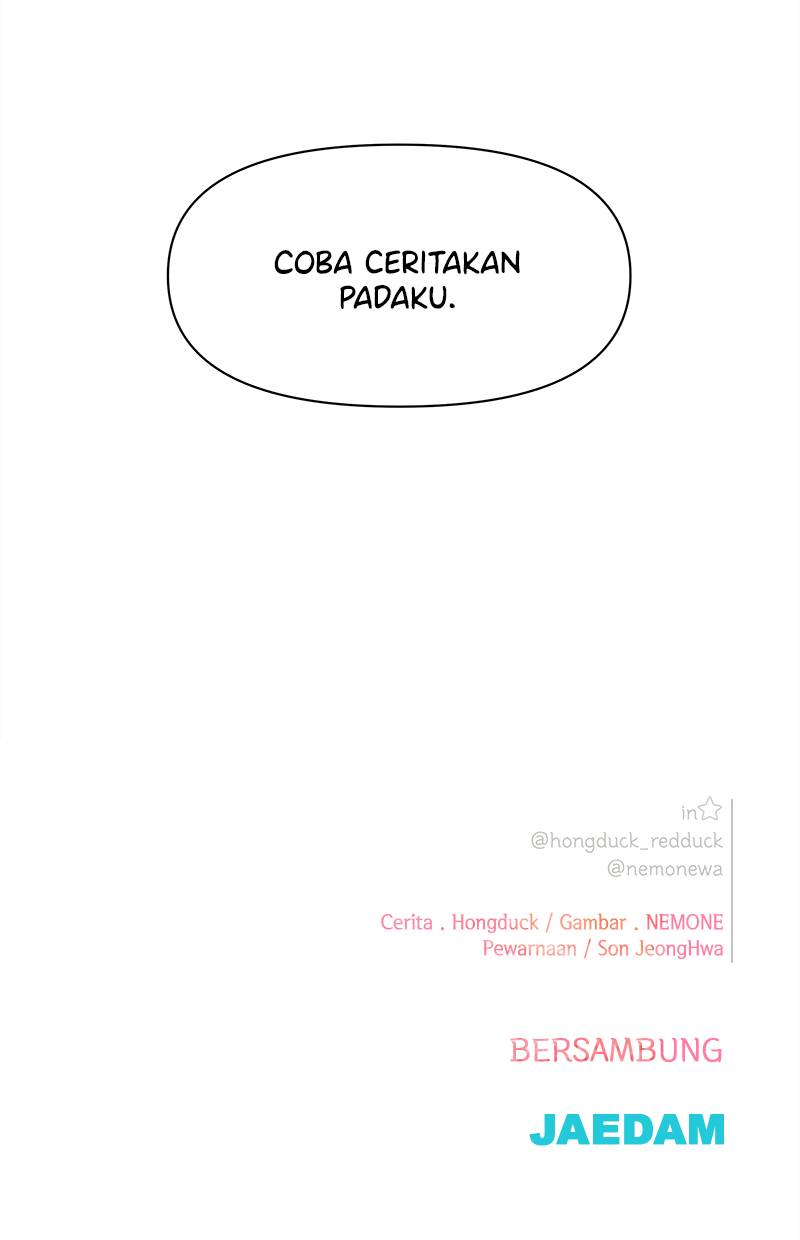 COBA CERITAKAN
PADAKU.
in☆
@hongduck_redduck
@nemonewa
Cerita . Hongduck / Gambar . NEMONE
Pewarnaan / Son JeongHwa
BERSAMBUNG
JAEDAM